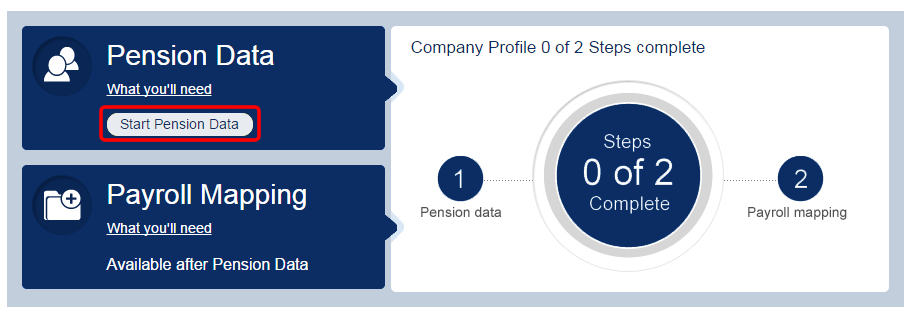 Pension Data
What you'll need
Start Pension Data
Payroll Mapping
What you'll need
Available after Pension Data
Company Profile 0 of 2 Steps complete
1
Pension data
Steps
0 of 2
Complete
2
Payroll mapping